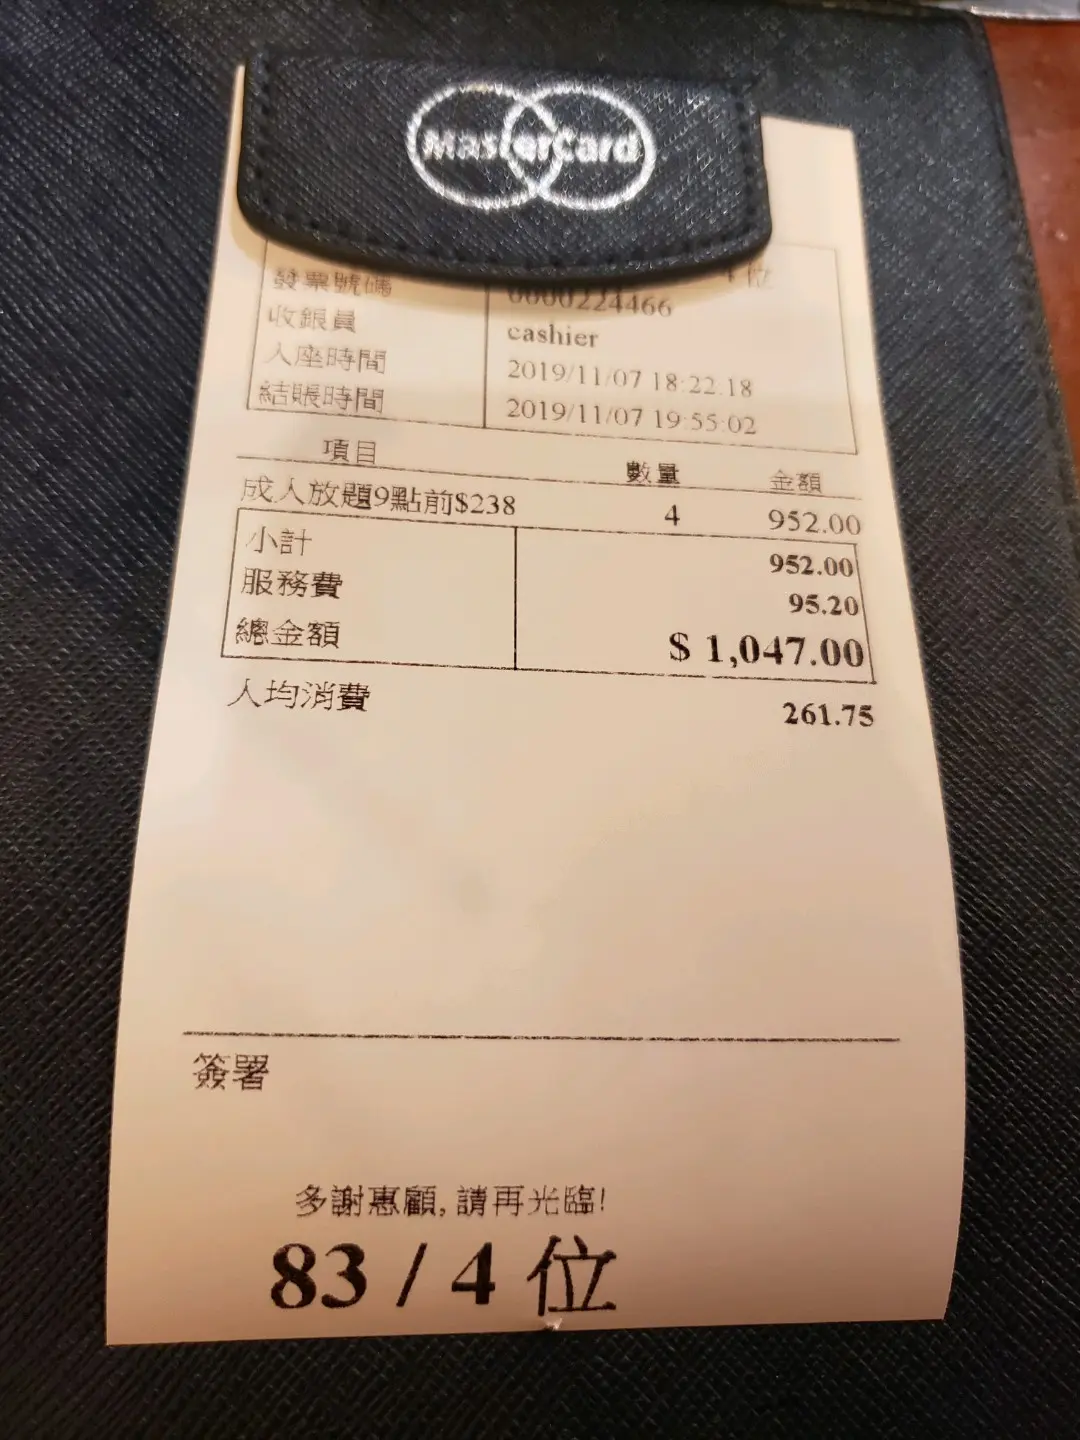 MasterCard
4 位
發票號碼 0000224466
收銀員 cashier
入座時間 2019/11/07 18:22:18
結賬時間 2019/11/07 19:55:02
項目 數量 金額
成人放題9點前$238 4 952.00
小計 952.00
服務費 95.20
總金額 $ 1,047.00
人均消費 261.75
簽署
多謝惠顧, 請再光臨!
83 / 4 位